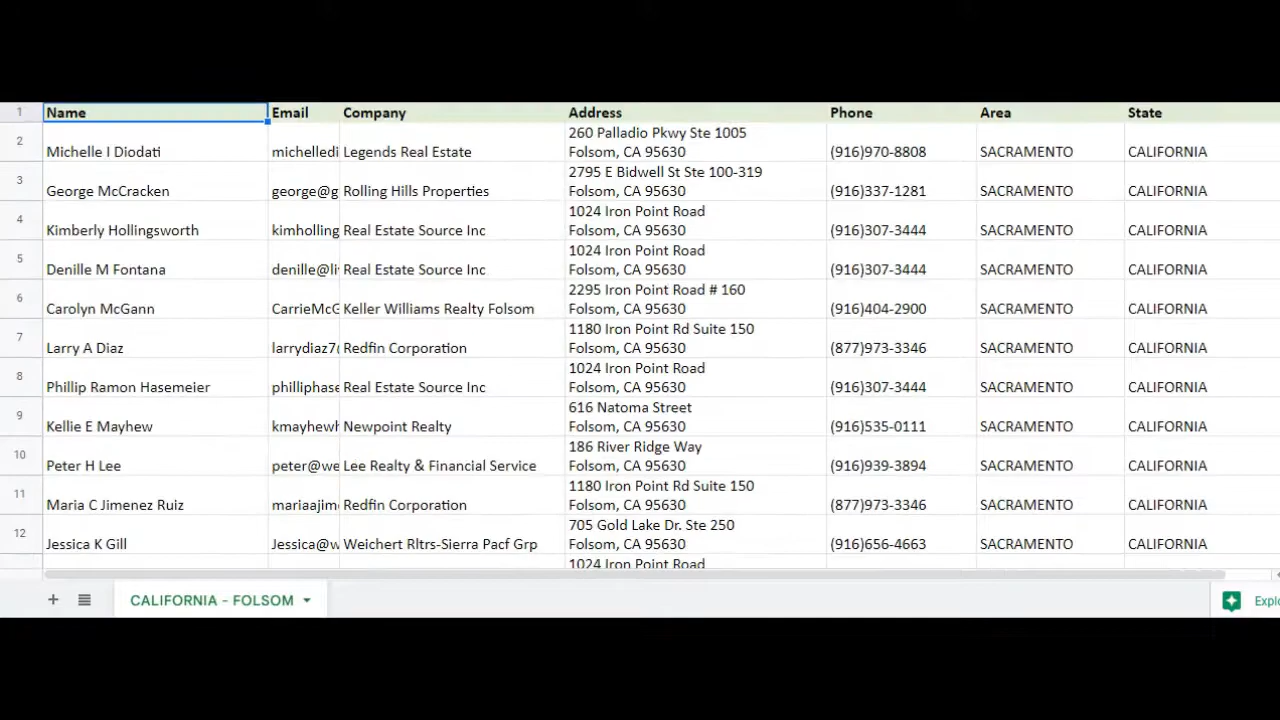 1 Name Email Company Address Phone Area State
260 Palladio Pkwy Ste 1005
2 Michelle I Diodati michelledi Legends Real Estate Folsom, CA 95630 (916)970-8808 SACRAMENTO CALIFORNIA
2795 E Bidwell St Ste 100-319
3 George McCracken george@g Rolling Hills Properties Folsom, CA 95630 (916)337-1281 SACRAMENTO CALIFORNIA
1024 Iron Point Road
4 Kimberly Hollingsworth kimholling Real Estate Source Inc Folsom, CA 95630 (916)307-3444 SACRAMENTO CALIFORNIA
1024 Iron Point Road
5 Denille M Fontana denille@li Real Estate Source Inc Folsom, CA 95630 (916)307-3444 SACRAMENTO CALIFORNIA
2295 Iron Point Road # 160
6 Carolyn McGann CarrieMcG Keller Williams Realty Folsom Folsom, CA 95630 (916)404-2900 SACRAMENTO CALIFORNIA
1180 Iron Point Rd Suite 150
7 Larry A Diaz larrydiaz7 Redfin Corporation Folsom, CA 95630 (877)973-3346 SACRAMENTO CALIFORNIA
1024 Iron Point Road
8 Phillip Ramon Hasemeier philliphase Real Estate Source Inc Folsom, CA 95630 (916)307-3444 SACRAMENTO CALIFORNIA
616 Natoma Street
9 Kellie E Mayhew kmayewh Newpoint Realty Folsom, CA 95630 (916)535-0111 SACRAMENTO CALIFORNIA
186 River Ridge Way
10 Peter H Lee peter@we Lee Realty & Financial Service Folsom, CA 95630 (916)939-3894 SACRAMENTO CALIFORNIA
1180 Iron Point Rd Suite 150
11 Maria C Jimenez Ruiz mariaajim Redfin Corporation Folsom, CA 95630 (877)973-3346 SACRAMENTO CALIFORNIA
705 Gold Lake Dr. Ste 250
12 Jessica K Gill Jessica@w Weichert Rltrs-Sierra Pacf Grp Folsom, CA 95630 (916)656-4663 SACRAMENTO CALIFORNIA
1024 Iron Point Road
CALIFORNIA - FOLSOM Explo